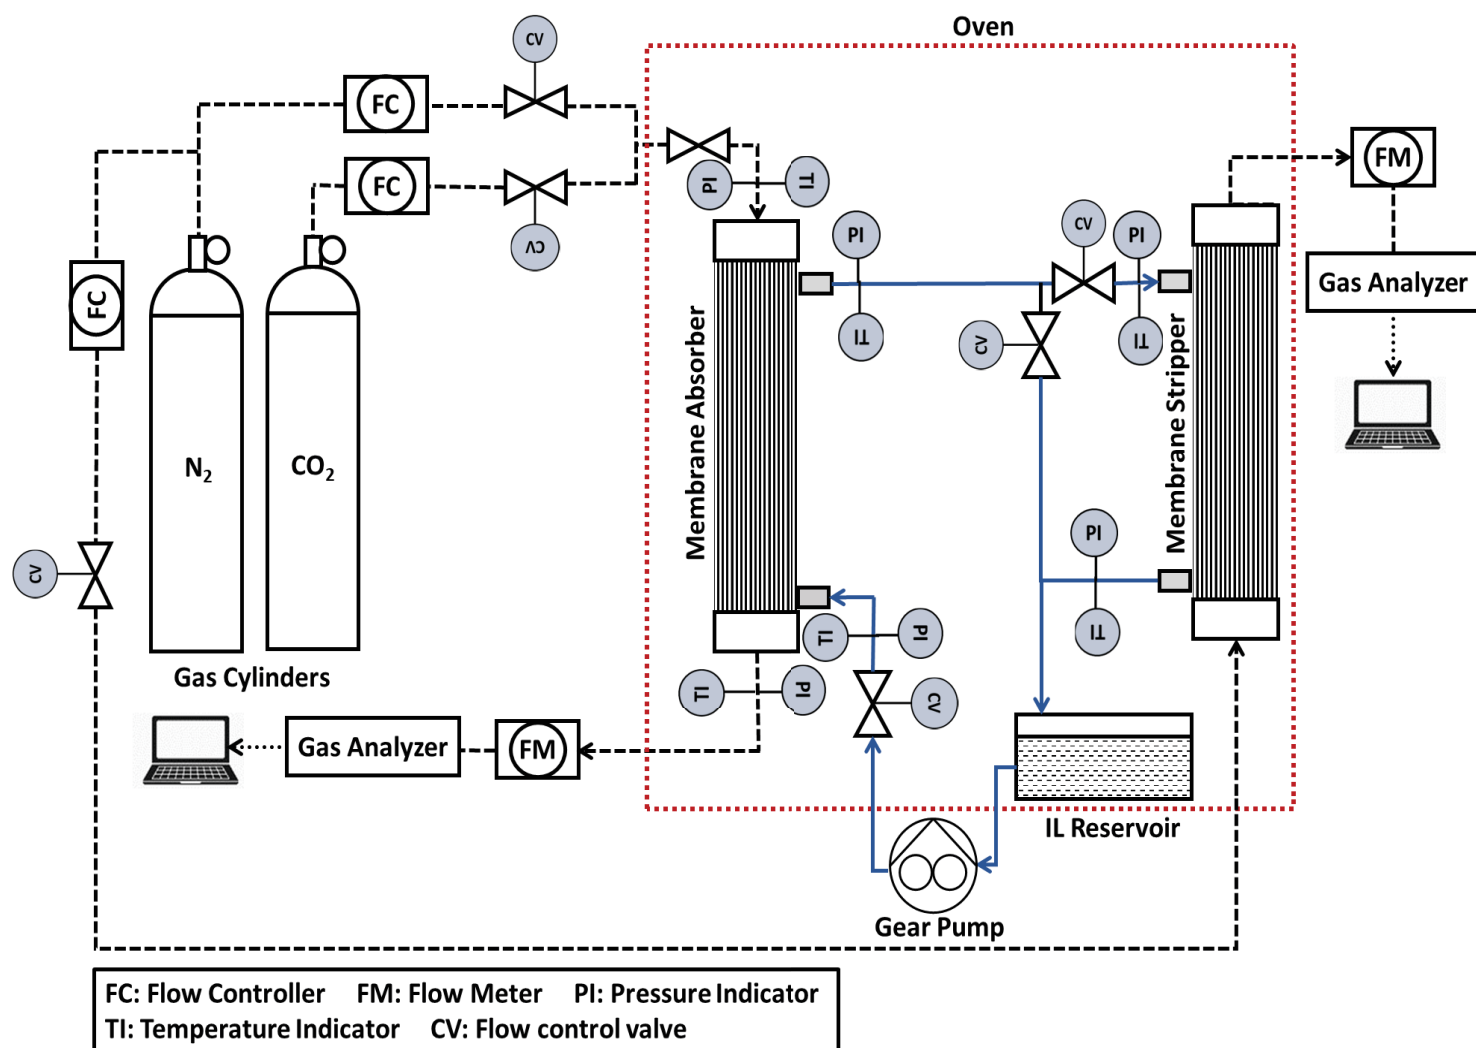 Oven
CV
FC
FM
FC
PI
TI
CV
PI
CV
PI
Gas Analyzer
FC
TI
CV
TI
Membrane Absorber
Membrane Stripper
N2
CO2
CV
PI
TI
TI
PI
Gas Cylinders
TI
PI
CV
Gas Analyzer
FM
IL Reservoir
Gear Pump
FC: Flow Controller FM: Flow Meter PI: Pressure Indicator
TI: Temperature Indicator CV: Flow control valve